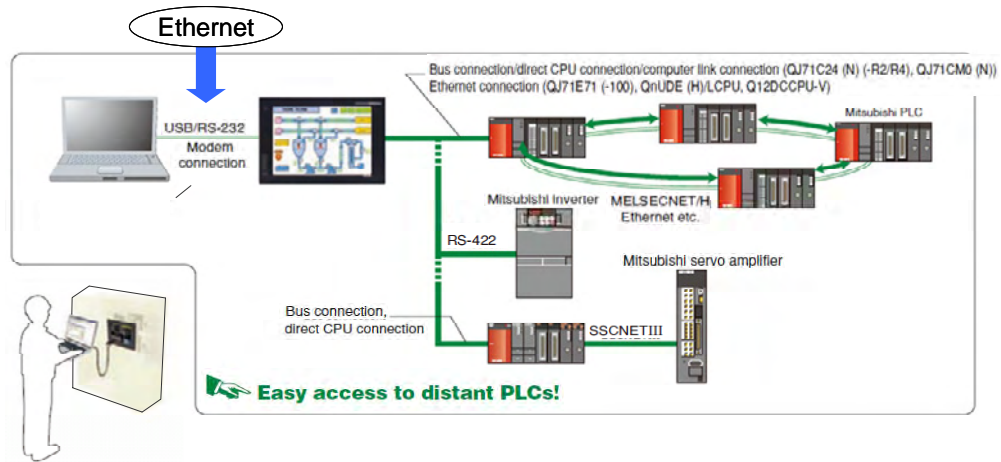 Ethernet
Bus connection/direct CPU connection/computer link connection (QJ71C24 (N) (-R2/R4), QJ71CM0 (N))
Ethernet connection (QJ71E71 (-100), QnUDE (H)/LCPU, Q12DCCPU-V)
Mitsubishi PLC
USB/RS-232
Modem
connection
Mitsubishi inverter
MELSECNET/H,
Ethernet etc.
RS-422
Mitsubishi servo amplifier
Bus connection,
direct CPU connection
SSCNETIII
Easy access to distant PLCs!